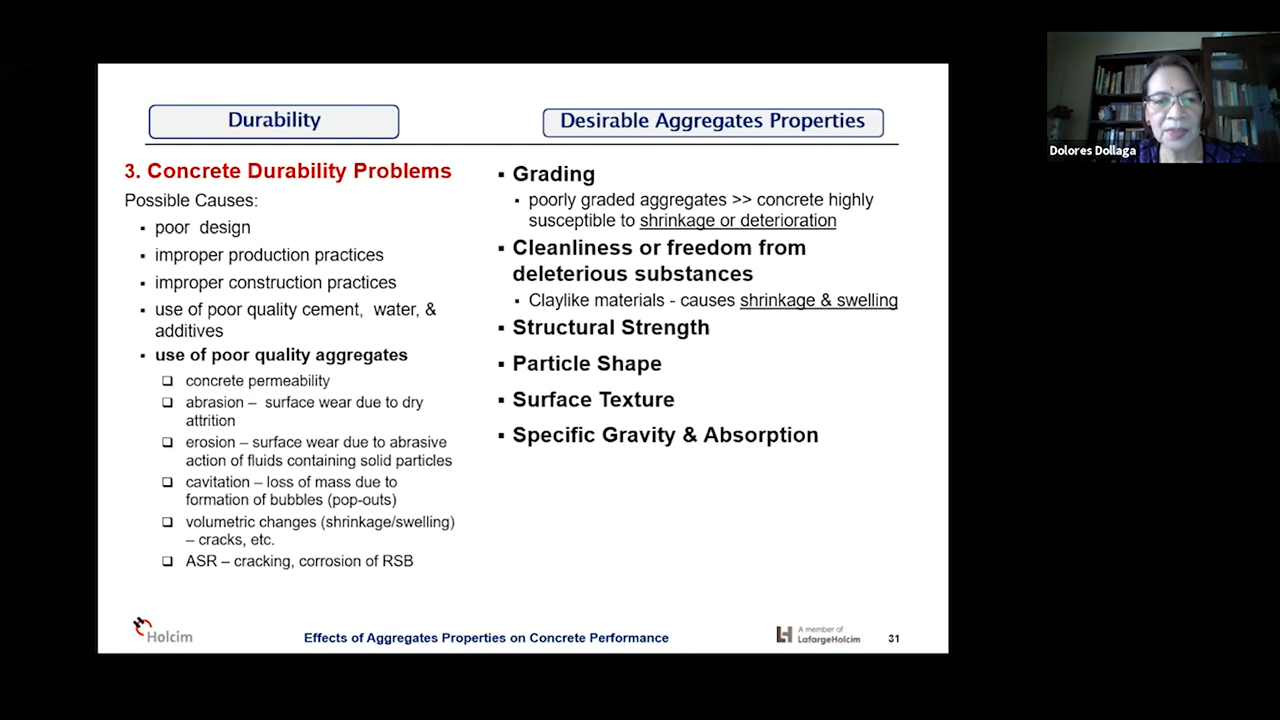 Durability
Desirable Aggregates Properties
3. Concrete Durability Problems
Possible Causes:
▪ poor design
▪ improper production practices
▪ improper construction practices
▪ use of poor quality cement, water, &
additives
▪ use of poor quality aggregates
❑ concrete permeability
❑ abrasion – surface wear due to dry
attrition
❑ erosion – surface wear due to abrasive
action of fluids containing solid particles
❑ cavitation – loss of mass due to
formation of bubbles (pop-outs)
❑ volumetric changes (shrinkage/swelling)
– cracks, etc.
❑ ASR – cracking, corrosion of RSB
▪ Grading
▪ poorly graded aggregates >> concrete highly
susceptible to shrinkage or deterioration
▪ Cleanliness or freedom from
deleterious substances
▪ Claylike materials - causes shrinkage & swelling
▪ Structural Strength
▪ Particle Shape
▪ Surface Texture
▪ Specific Gravity & Absorption
Holcim
Effects of Aggregates Properties on Concrete Performance
A member of
LafargeHolcim
31
Dolores Dollaga